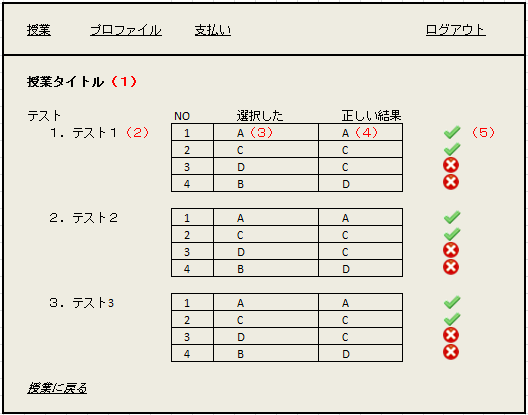 授業 プロファイル 支払い ログアウト
授業タイトル（１）
テスト NO 選択した 正しい結果
１．テスト１（２） 1 A（３） A（４） （５）
2 C C
3 D C
4 B D
２．テスト２ 1 A A
2 C C
3 D C
4 B D
３．テスト3 1 A A
2 C C
3 D C
4 B D
授業に戻る